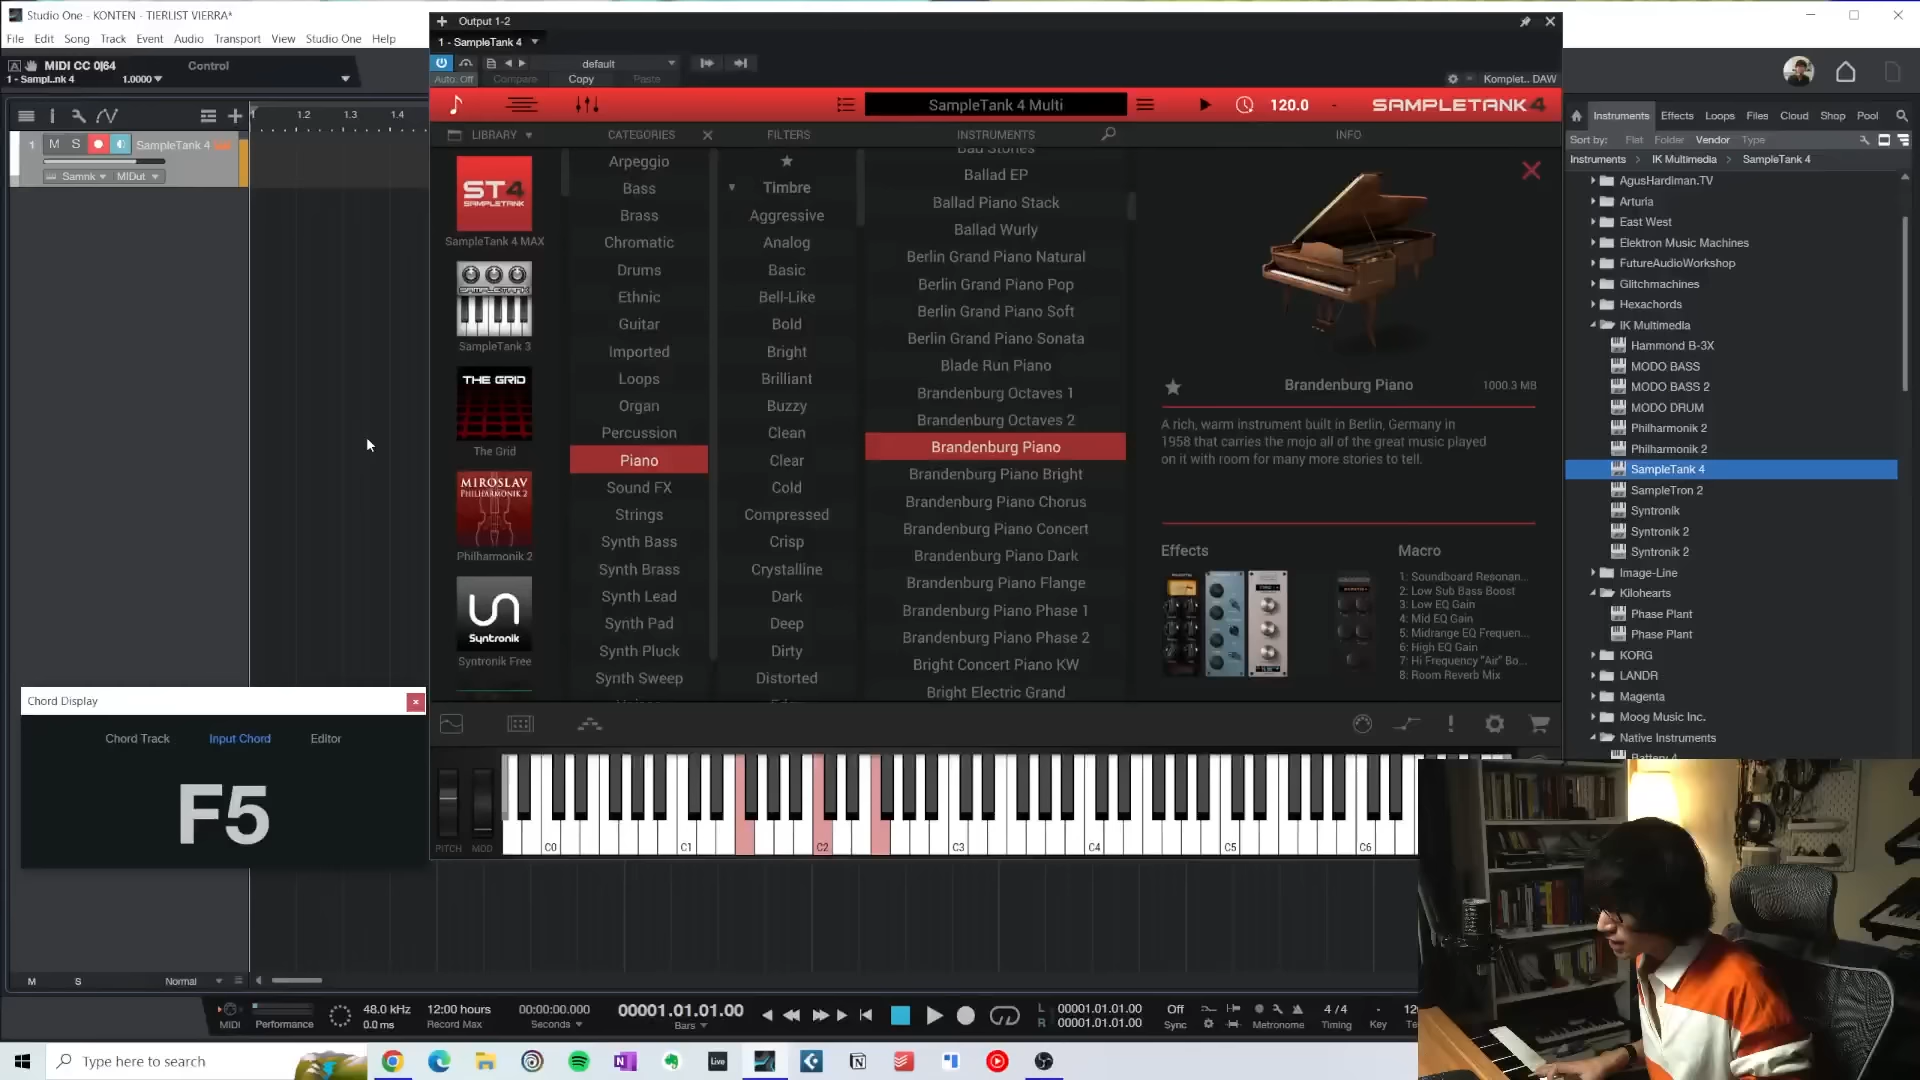 Studio One - KONTEN - TIERLIST VIERRA*
File Edit Song Track Event Audio Transport View Studio One Help
MIDI CC 0|64 Control
1 - Sampl..nk 4 1.0000
1.2 1.3 1.4
1 M S SampleTank 4
Samnk MIDut
Output 1-2
1 - SampleTank 4
default
Auto: Off Compare Copy Paste Komplet.. DAW
SampleTank 4 Multi 120.0 - SAMPLETANK 4
LIBRARY CATEGORIES FILTERS INSTRUMENTS INFO
ST4
SAMPLETANK
SampleTank 4 MAX
SampleTank 3
THE GRID
The Grid
MIROSLAV
PHILHARMONIK 2
Philharmonik 2
Syntronik
Syntronik Free
Arpeggio
Bass
Brass
Chromatic
Drums
Ethnic
Guitar
Imported
Loops
Organ
Percussion
Piano
Sound FX
Strings
Synth Bass
Synth Brass
Synth Lead
Synth Pad
Synth Pluck
Synth Sweep
Timbre
Aggressive
Analog
Basic
Bell-Like
Bold
Bright
Brilliant
Buzzy
Clean
Clear
Cold
Compressed
Crisp
Crystalline
Dark
Deep
Dirty
Distorted
Bad Stories
Ballad EP
Ballad Piano Stack
Ballad Wurly
Berlin Grand Piano Natural
Berlin Grand Piano Pop
Berlin Grand Piano Soft
Berlin Grand Piano Sonata
Blade Run Piano
Brandenburg Octaves 1
Brandenburg Octaves 2
Brandenburg Piano
Brandenburg Piano Bright
Brandenburg Piano Chorus
Brandenburg Piano Concert
Brandenburg Piano Dark
Brandenburg Piano Flange
Brandenburg Piano Phase 1
Brandenburg Piano Phase 2
Bright Concert Piano KW
Bright Electric Grand
Brandenburg Piano 1000.3 MB
A rich, warm instrument built in Berlin, Germany in
1958 that carries the mojo all of the great music played
on it with room for many more stories to tell.
Effects Macro
1: Soundboard Resonan...
2: Low Sub Bass Boost
3: Low EQ Gain
4: Mid EQ Gain
5: Midrange EQ Frequen...
6: High EQ Gain
7: Hi Frequency "Air" Bo...
8: Room Reverb Mix
PITCH MOD C0 C1 C2 C3 C4 C5 C6
Instruments Effects Loops Files Cloud Shop Pool
Sort by: Flat Folder Vendor Type
Instruments IK Multimedia SampleTank 4
AgusHardiman.TV
Arturia
East West
Elektron Music Machines
FutureAudioWorkshop
Glitchmachines
Hexachords
IK Multimedia
Hammond B-3X
MODO BASS
MODO BASS 2
MODO DRUM
Philharmonik 2
Philharmonik 2
SampleTank 4
SampleTron 2
Syntronik
Syntronik 2
Syntronik 2
Image-Line
Kilohearts
Phase Plant
Phase Plant
KORG
LANDR
Magenta
Moog Music Inc.
Native Instruments
Chord Display
Chord Track Input Chord Editor
F5
M S Normal
MIDI Performance
48.0 kHz
0.0 ms
12:00 hours
Record Max
00:00:00.000
Seconds
00001.01.01.00
Bars
L 00001.01.01.00
R 00001.01.01.00
Off
Sync
Metronome
4 / 4
Timing
-
Key
Type here to search
Live